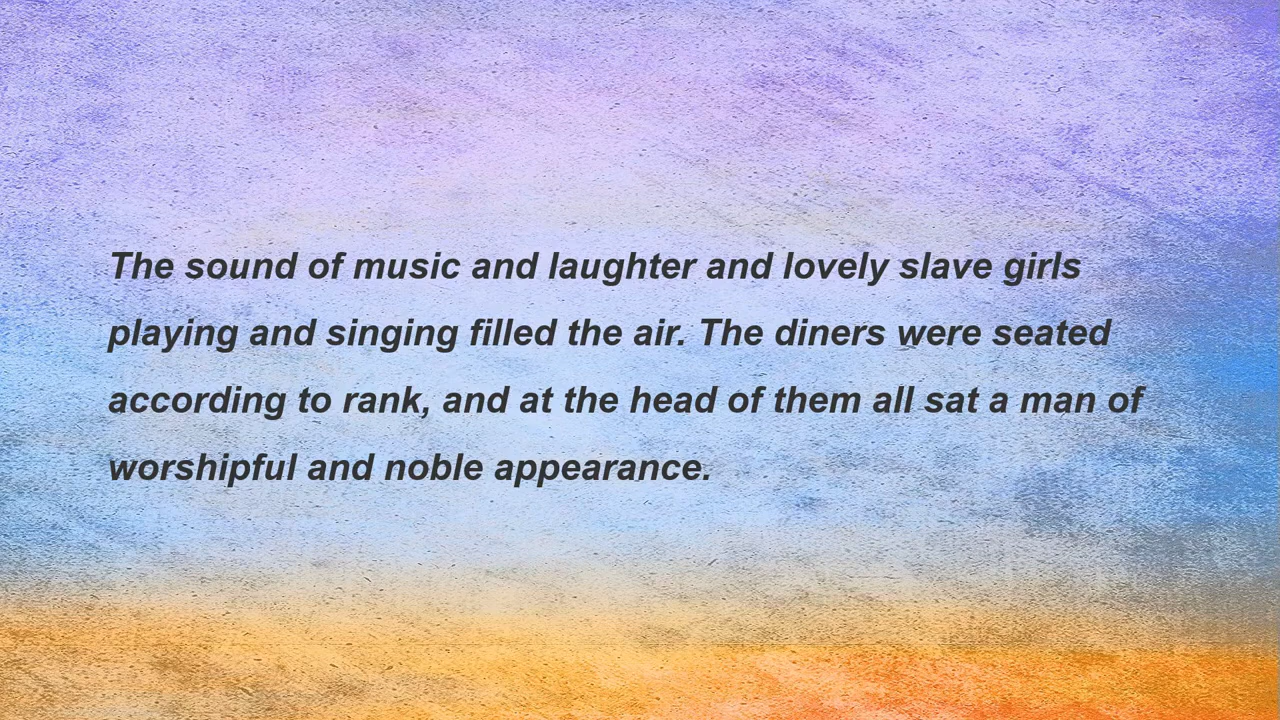 The sound of music and laughter and lovely slave girls
playing and singing filled the air. The diners were seated
according to rank, and at the head of them all sat a man of
worshipful and noble appearance.